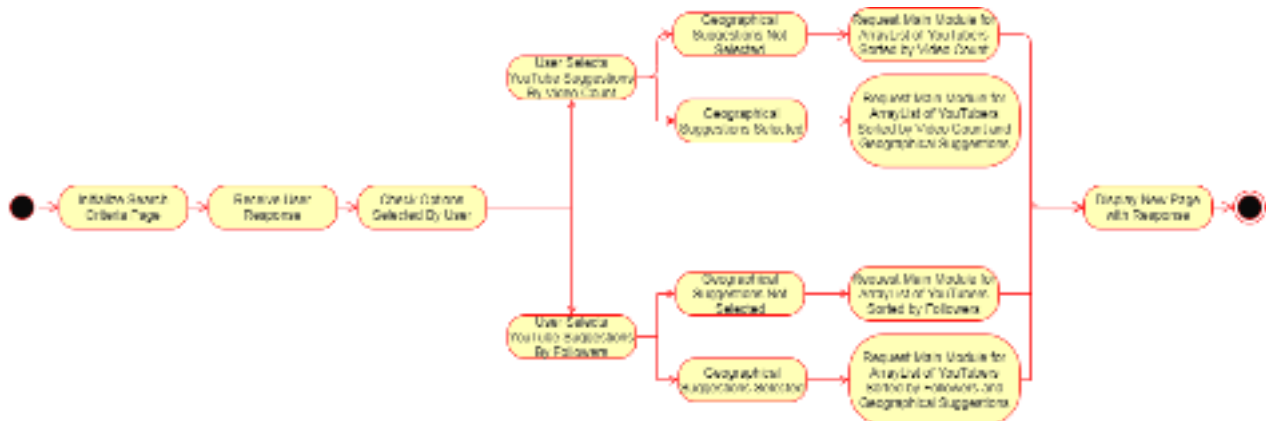 Geographical
Suggestions Not
Selected
Request Main Module for
ArrayList of YouTubers
Sorted by Video Count
User Selects
YouTube Suggestions
By Video Count
Geographical
Suggestions Selected
Request Main Module for
ArrayList of YouTubers
Sorted by Video Count and
Geographical Suggestions
Initialize Search
Criteria Page
Receive User
Response
Check Options
Selected By User
Display New Page
with Response
Geographical
Suggestions Not
Selected
Request Main Module for
ArrayList of YouTubers
Sorted by Followers
User Selects
YouTube Suggestions
By Followers
Geographical
Suggestions Selected
Request Main Module for
ArrayList of YouTubers
Sorted by Followers and
Geographical Suggestions